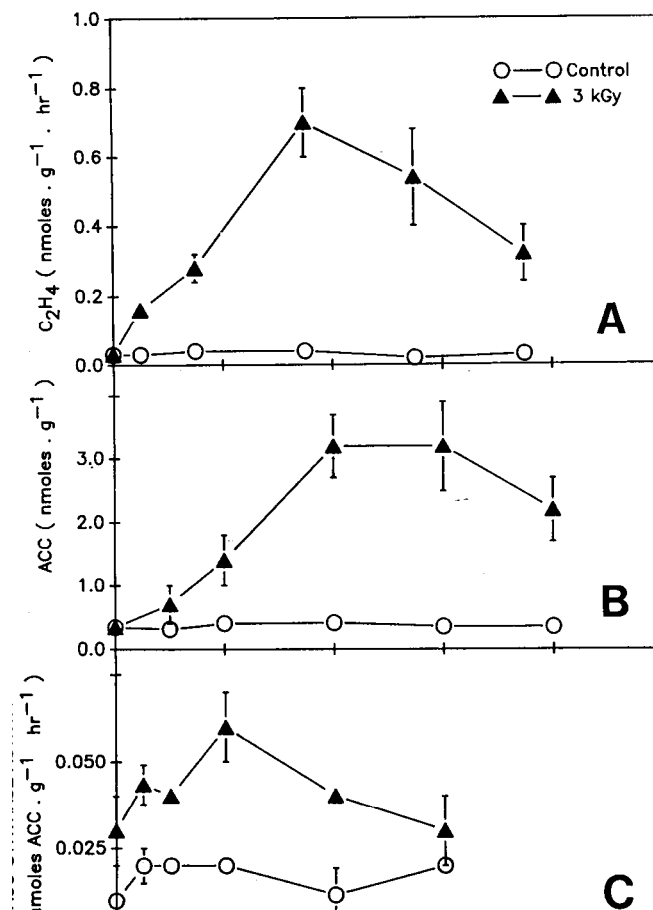 1.0
0.8
0.6
0.4
0.2
0.0
C₂H₄ ( nmoles . g⁻¹ . hr⁻¹ )
Control
3 kGy
A
3.0
2.0
1.0
0.0
ACC ( nmoles . g⁻¹ )
B
0.050
0.025
moles ACC . g⁻¹ hr⁻¹ )
C